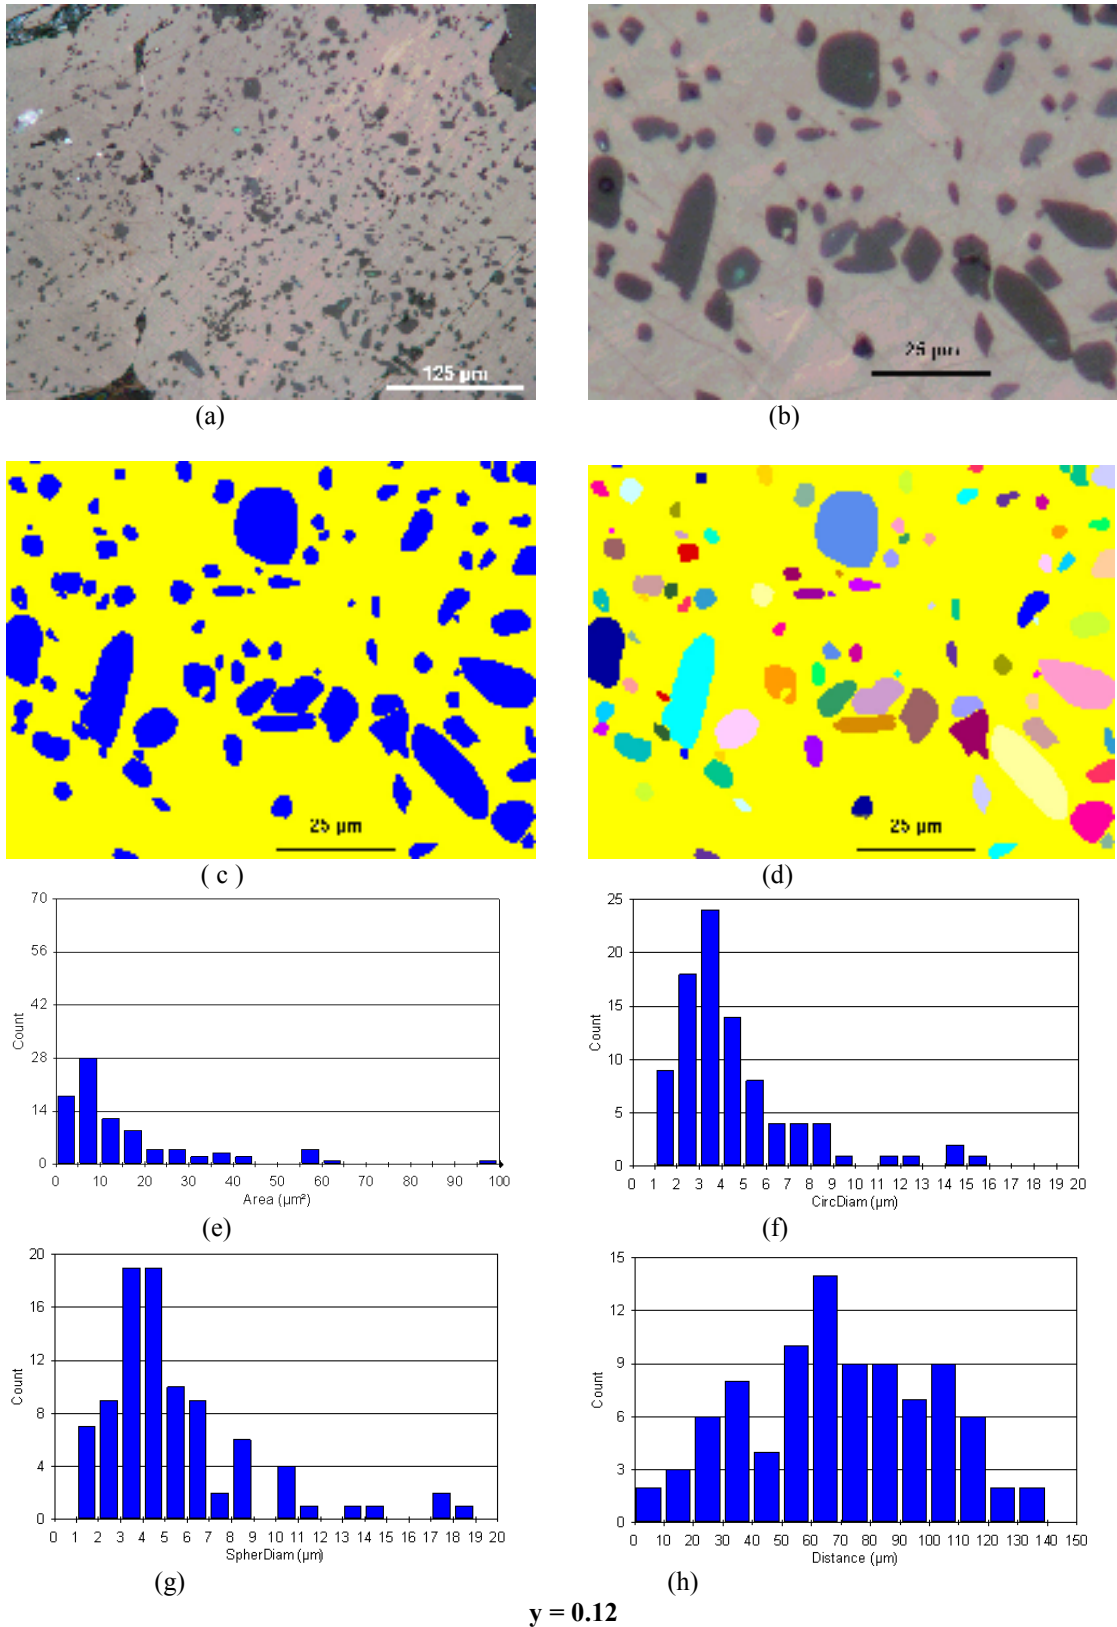 125 µm
25 µm
(a)
(b)
25 µm
25 µm
( c )
(d)
70
56
42
28
14
0
Count
0 10 20 30 40 50 60 70 80 90 100
Area (µm²)
(e)
25
20
15
10
5
0
Count
0 1 2 3 4 5 6 7 8 9 10 11 12 13 14 15 16 17 18 19 20
CircDiam (µm)
(f)
20
16
12
8
4
0
Count
0 1 2 3 4 5 6 7 8 9 10 11 12 13 14 15 16 17 18 19 20
SpherDiam (µm)
(g)
15
12
9
6
3
0
Count
0 10 20 30 40 50 60 70 80 90 100 110 120 130 140 150
Distance (µm)
(h)
y = 0.12